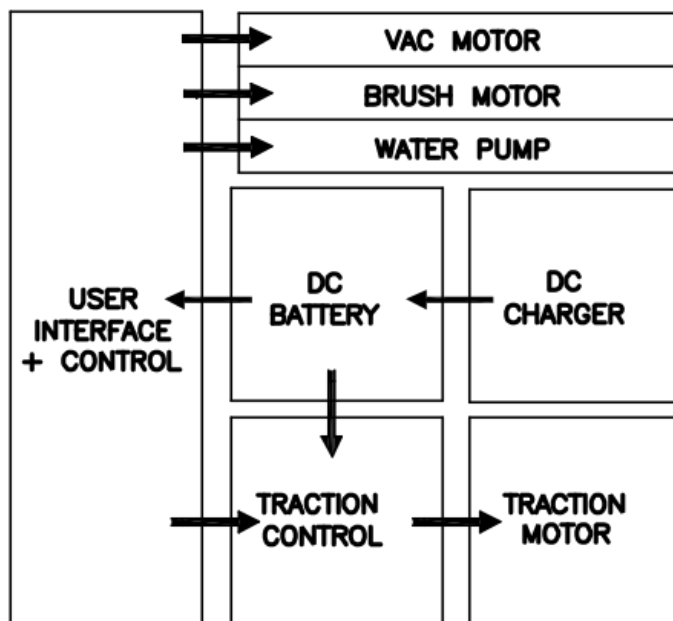 VAC MOTOR
BRUSH MOTOR
WATER PUMP
USER
INTERFACE
+ CONTROL
DC
BATTERY
DC
CHARGER
TRACTION
CONTROL
TRACTION
MOTOR